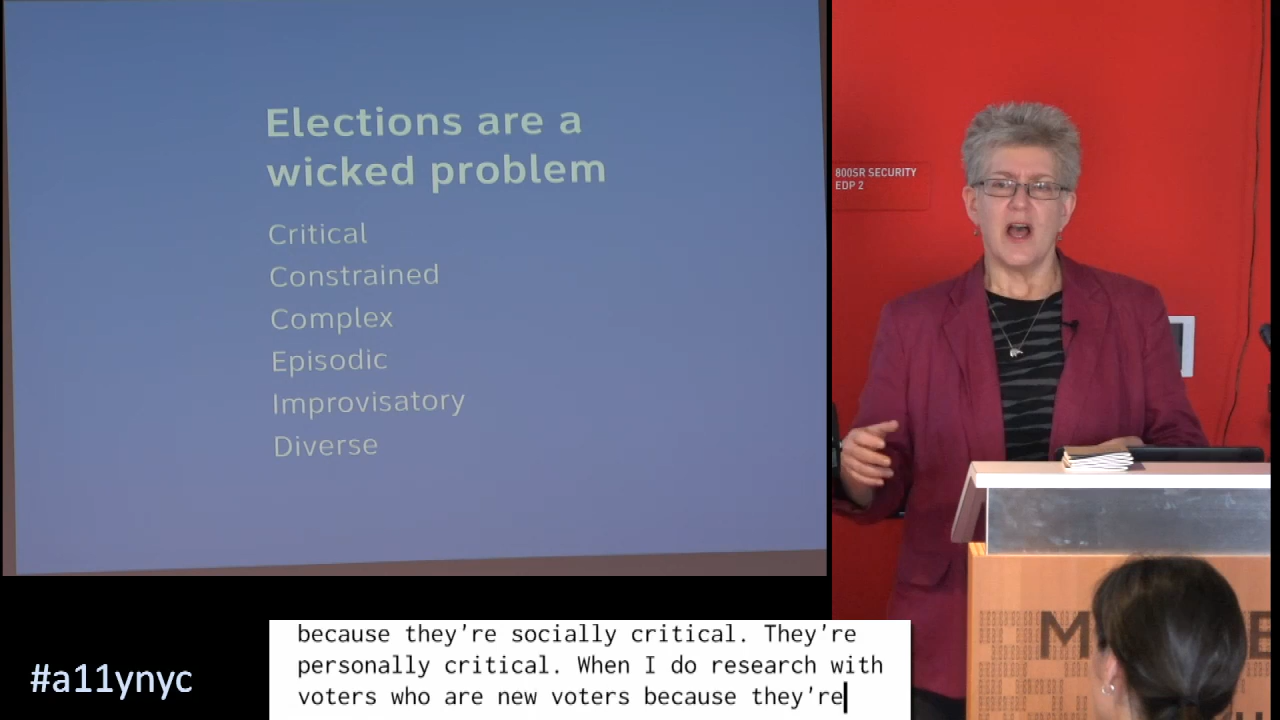 Elections are a
wicked problem
Critical
Constrained
Complex
Episodic
Improvisatory
Diverse
800SR SECURITY
EDP 2
because they're socially critical. They're
personally critical. When I do research with
voters who are new voters because they're
#a11ynyc